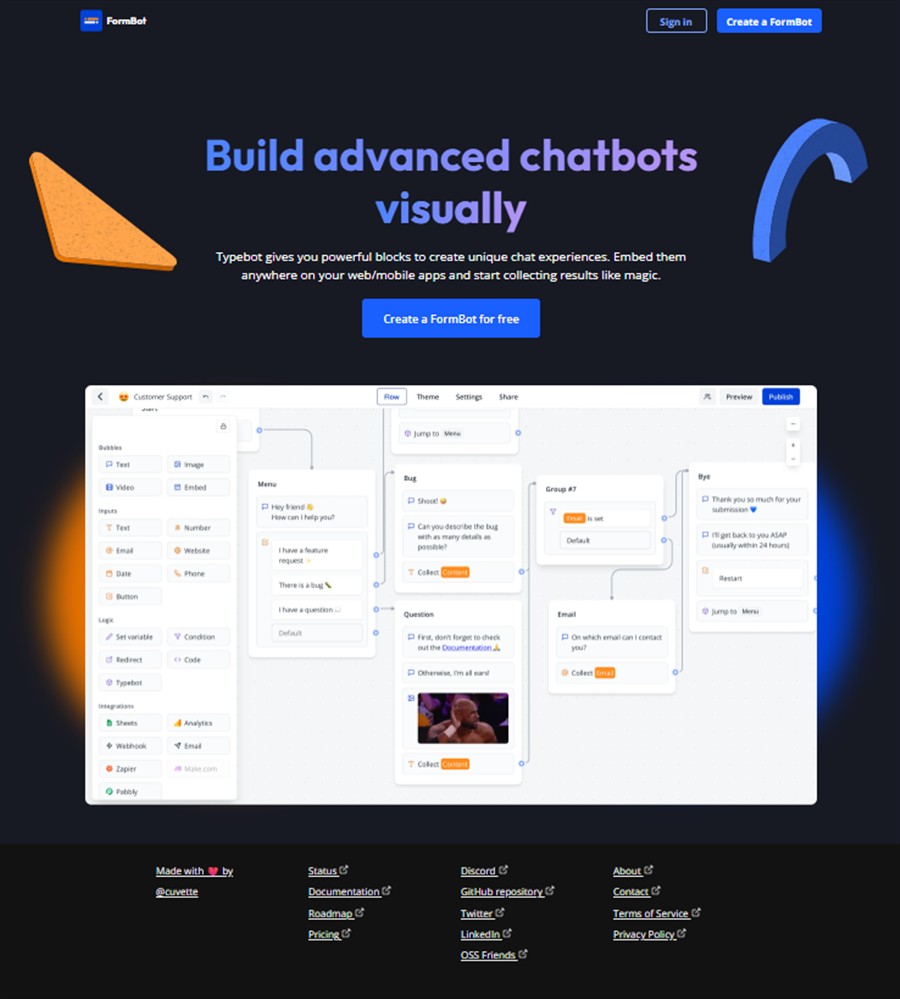 FormBot
Sign in
Create a FormBot
Build advanced chatbots
visually
Typebot gives you powerful blocks to create unique chat experiences. Embed them
anywhere on your web/mobile apps and start collecting results like magic.
Create a FormBot for free
😍 Customer Support
Flow
Theme
Settings
Share
Preview
Publish
Start
Bubbles
Text
Image
Video
Embed
Inputs
Text
Number
Email
Website
Date
Phone
Button
Logic
Set variable
Condition
Redirect
Code
Typebot
Integrations
Sheets
Analytics
Webhook
Email
Zapier
Make.com
Pabbly
Menu
Hey friend 👋
How can I help you?
I have a feature
request ✨
There is a bug 🐛
I have a question 💭
Default
Jump to Menu
Bug
Shoot! 🤪
Can you describe the bug
with as many details as
possible?
Collect Content
Question
First, don't forget to check
out the Documentation 🙏
Otherwise, I'm all ears!
Collect Content
Group #7
Email is set
Default
Email
On which email can I contact
you?
Collect Email
Bye
Thank you so much for your
submission 💙
I'll get back to you ASAP
(usually within 24 hours)
Restart
Jump to Menu
Made with ❤️ by
@cuvette
Status
Documentation
Roadmap
Pricing
Discord
GitHub repository
Twitter
LinkedIn
OSS Friends
About
Contact
Terms of Service
Privacy Policy